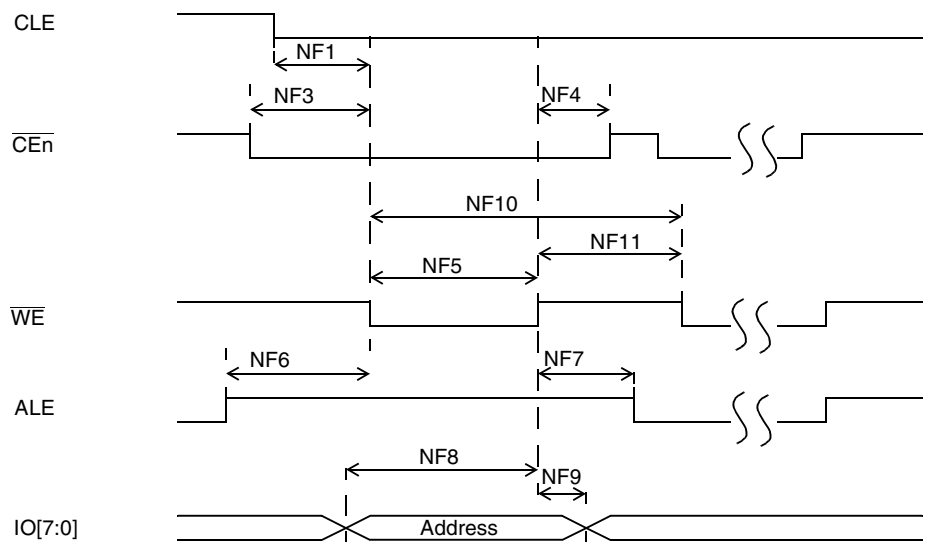 CLE
NF1
NF3
NF4
CEn
NF10
NF11
NF5
WE
NF6
NF7
ALE
NF8
NF9
IO[7:0]
Address